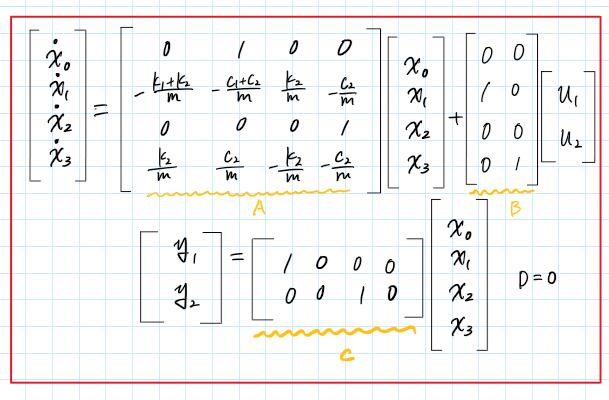 [ẋ₀ ẋ₁ ẋ₂ ẋ₃]ᵀ = [0 1 0 0; -(k₁+k₂)/m -(c₁+c₂)/m k₂/m -c₂/m; 0 0 0 1; k₂/m c₂/m -k₂/m -c₂/m] [x₀ x₁ x₂ x₃]ᵀ + [0 0; 1 0; 0 0; 0 1] [u₁ u₂]ᵀ
A B
[y₁ y₂]ᵀ = [1 0 0 0; 0 0 1 0] [x₀ x₁ x₂ x₃]ᵀ D=0
C